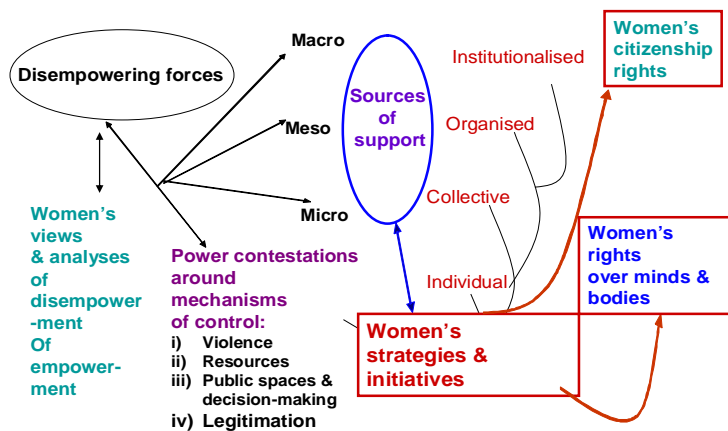 Disempowering forces
Women's
views
& analyses
of
disempower
-ment
Of
empower-
ment
Macro
Meso
Micro
Power contestations
around
mechanisms
of control:
i) Violence
ii) Resources
iii) Public spaces &
decision-making
iv) Legitimation
Sources
of
support
Institutionalised
Organised
Collective
Individual
Women's
strategies &
initiatives
Women's
citizenship
rights
Women's
rights
over minds &
bodies